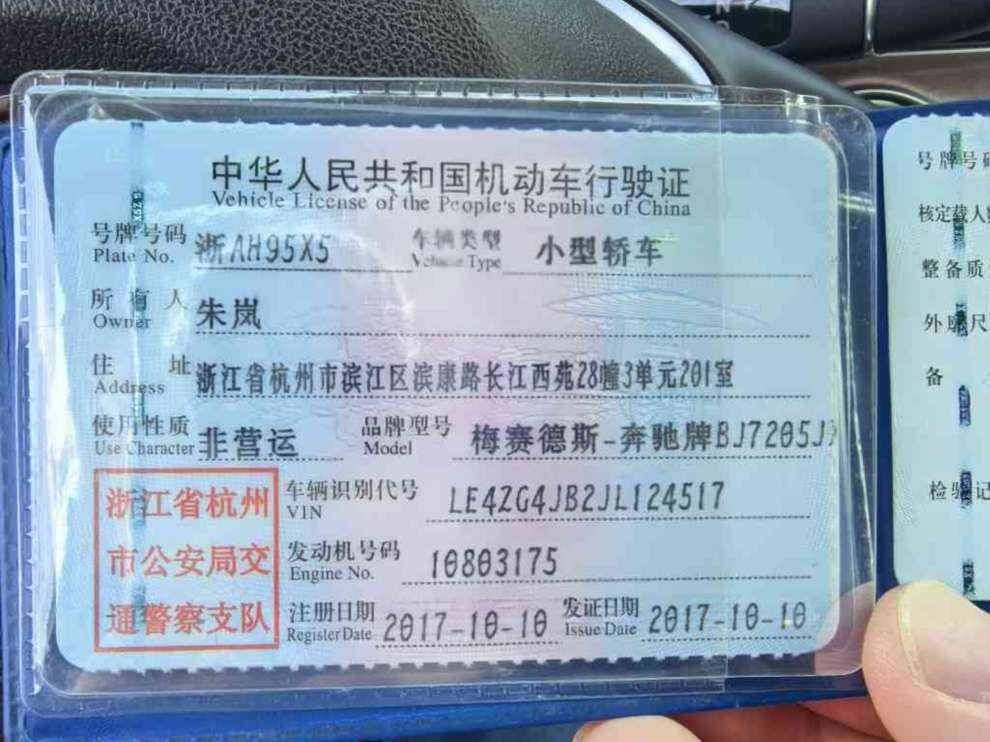 中华人民共和国机动车行驶证
Vehicle License of the People's Republic of China
号牌号码 浙AH95X5 车辆类型 小型轿车
Plate No. Vehicle Type
所有人 朱岚
Owner
住址 浙江省杭州市滨江区滨康路长江西苑28幢3单元201室
Address
使用性质 非营运 品牌型号 梅赛德斯-奔驰牌BJ7205J
Use Character Model
浙江省杭州
市公安局交
通警察支队
车辆识别代号 LE4ZG4JB2JL124517
VIN
发动机号码 10803175
Engine No.
注册日期 2017-10-10 发证日期 2017-10-10
Register Date Issue Date
号牌号码
核定载人
整备质
外廓尺
备
检验记